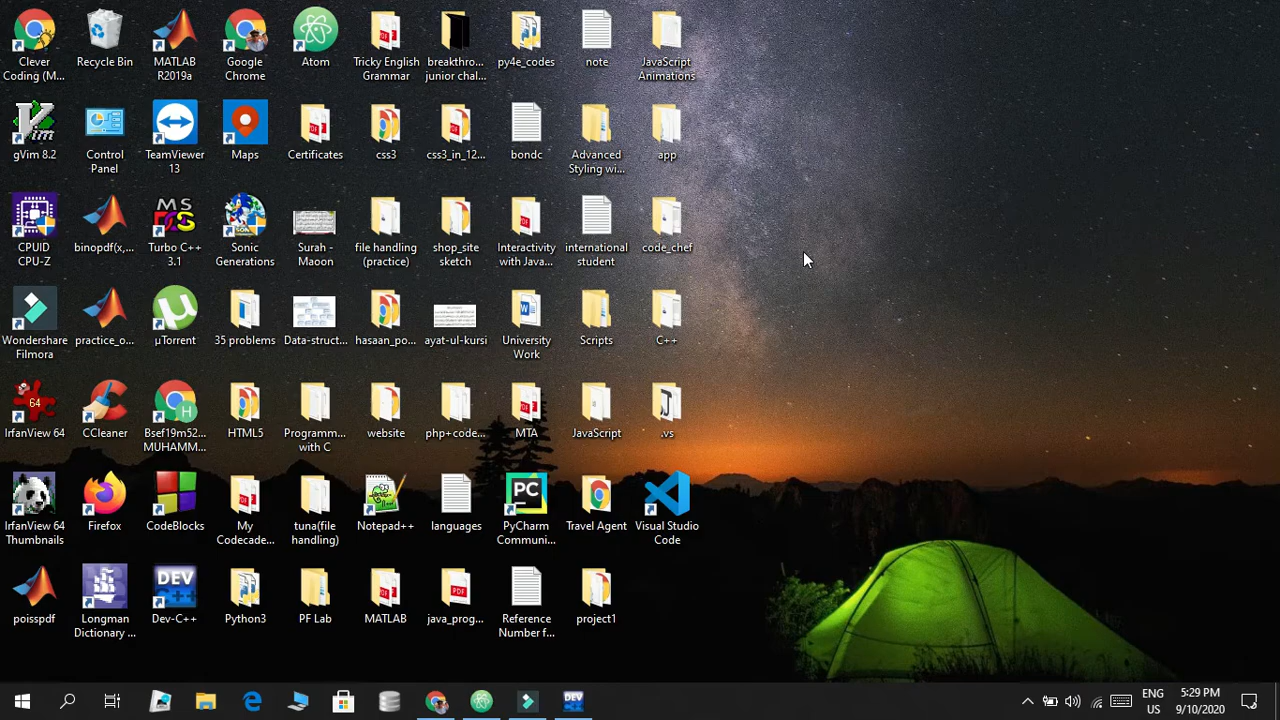 Clever
Coding (M...
Recycle Bin
MATLAB
R2019a
Google
Chrome
Atom
Tricky English
Grammar
breakthro...
junior chal...
py4e_codes
note
JavaScript
Animations
gVim 8.2
Control
Panel
TeamViewer
13
Maps
Certificates
css3
css3_in_12...
bondc
Advanced
Styling wi...
app
CPUID
CPU-Z
binopdf(x,...
Turbo C++
3.1
Sonic
Generations
Surah -
Maoon
file handling
(practice)
shop_site
sketch
Interactivity
with Java...
international
student
code_chef
Wondershare
Filmora
practice_o...
µTorrent
35 problems
Data-struct...
hasaan_po...
ayat-ul-kursi
University
Work
Scripts
C++
64
IrfanView 64
CCleaner
Bsef19m52...
MUHAMM...
HTML5
Programm...
with C
website
php+code...
MTA
JavaScript
.vs
IrfanView 64
Thumbnails
Firefox
CodeBlocks
My
Codecade...
tuna(file
handling)
Notepad++
languages
PyCharm
Communi...
Travel Agent
Visual Studio
Code
poisspdf
Longman
Dictionary ...
Dev-C++
Python3
PF Lab
MATLAB
java_prog...
Reference
Number f...
project1
ENG
US
5:29 PM
9/10/2020